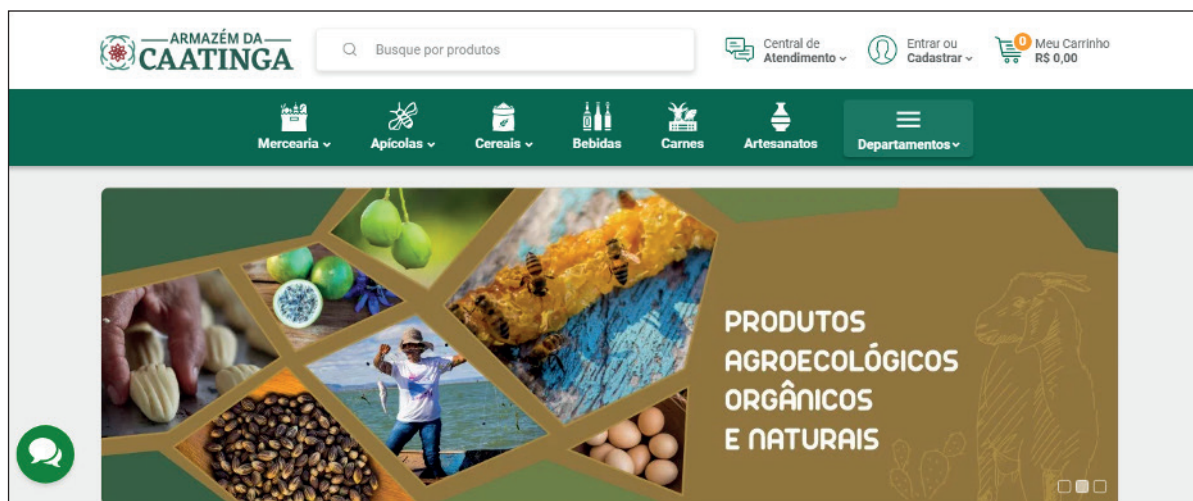 ARMAZÉM DA
CAATINGA
Busque por produtos
Central de
Atendimento
Entrar ou
Cadastrar
0
Meu Carrinho
R$ 0,00
Mercearia
Apícolas
Cereais
Bebidas
Carnes
Artesanatos
Departamentos
PRODUTOS
AGROECOLÓGICOS
ORGÂNICOS
E NATURAIS